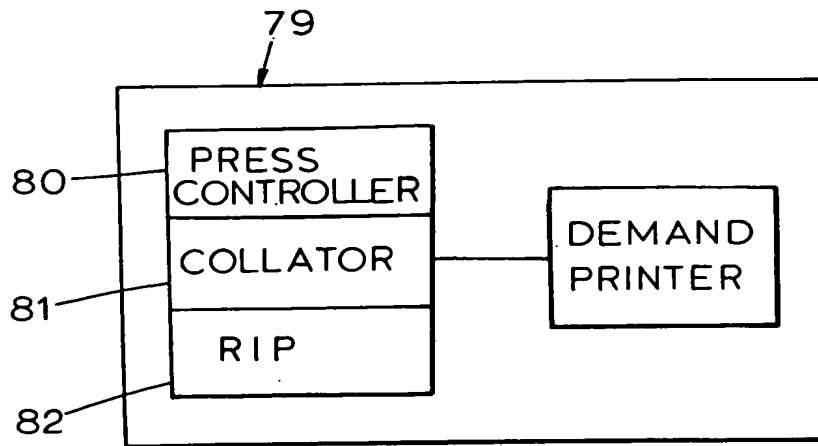 79
80
PRESS
CONTROLLER
81
COLLATOR
82
RIP
DEMAND
PRINTER